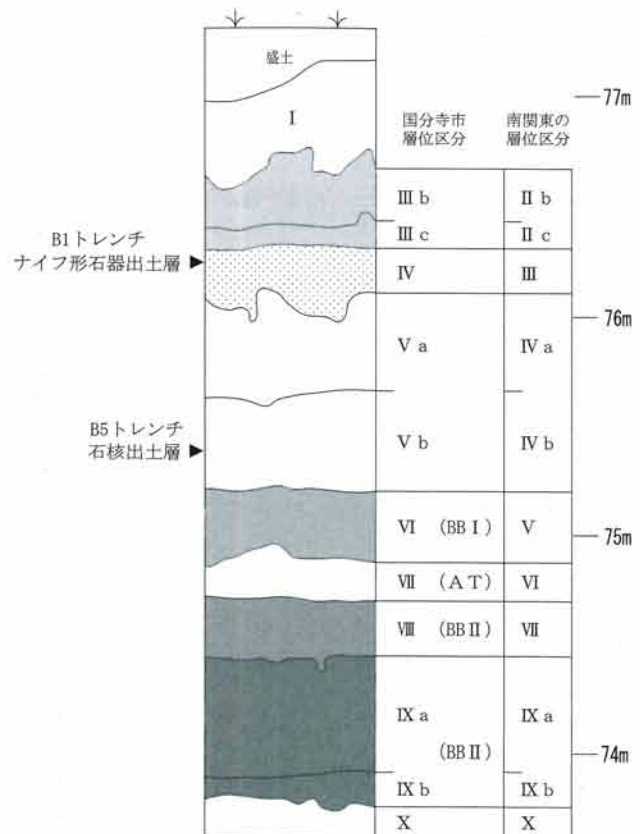 盛土
77m
I
国分寺市
層位区分
南関東の
層位区分
III b
II b
B1トレンチ
ナイフ形石器出土層
III c
II c
IV
III
76m
V a
IV a
B5トレンチ
石核出土層
V b
IV b
VI (BB I)
V
75m
VII (AT)
VI
VIII (BB II)
VII
IX a
IX a
(BB II)
74m
IX b
IX b
X
X